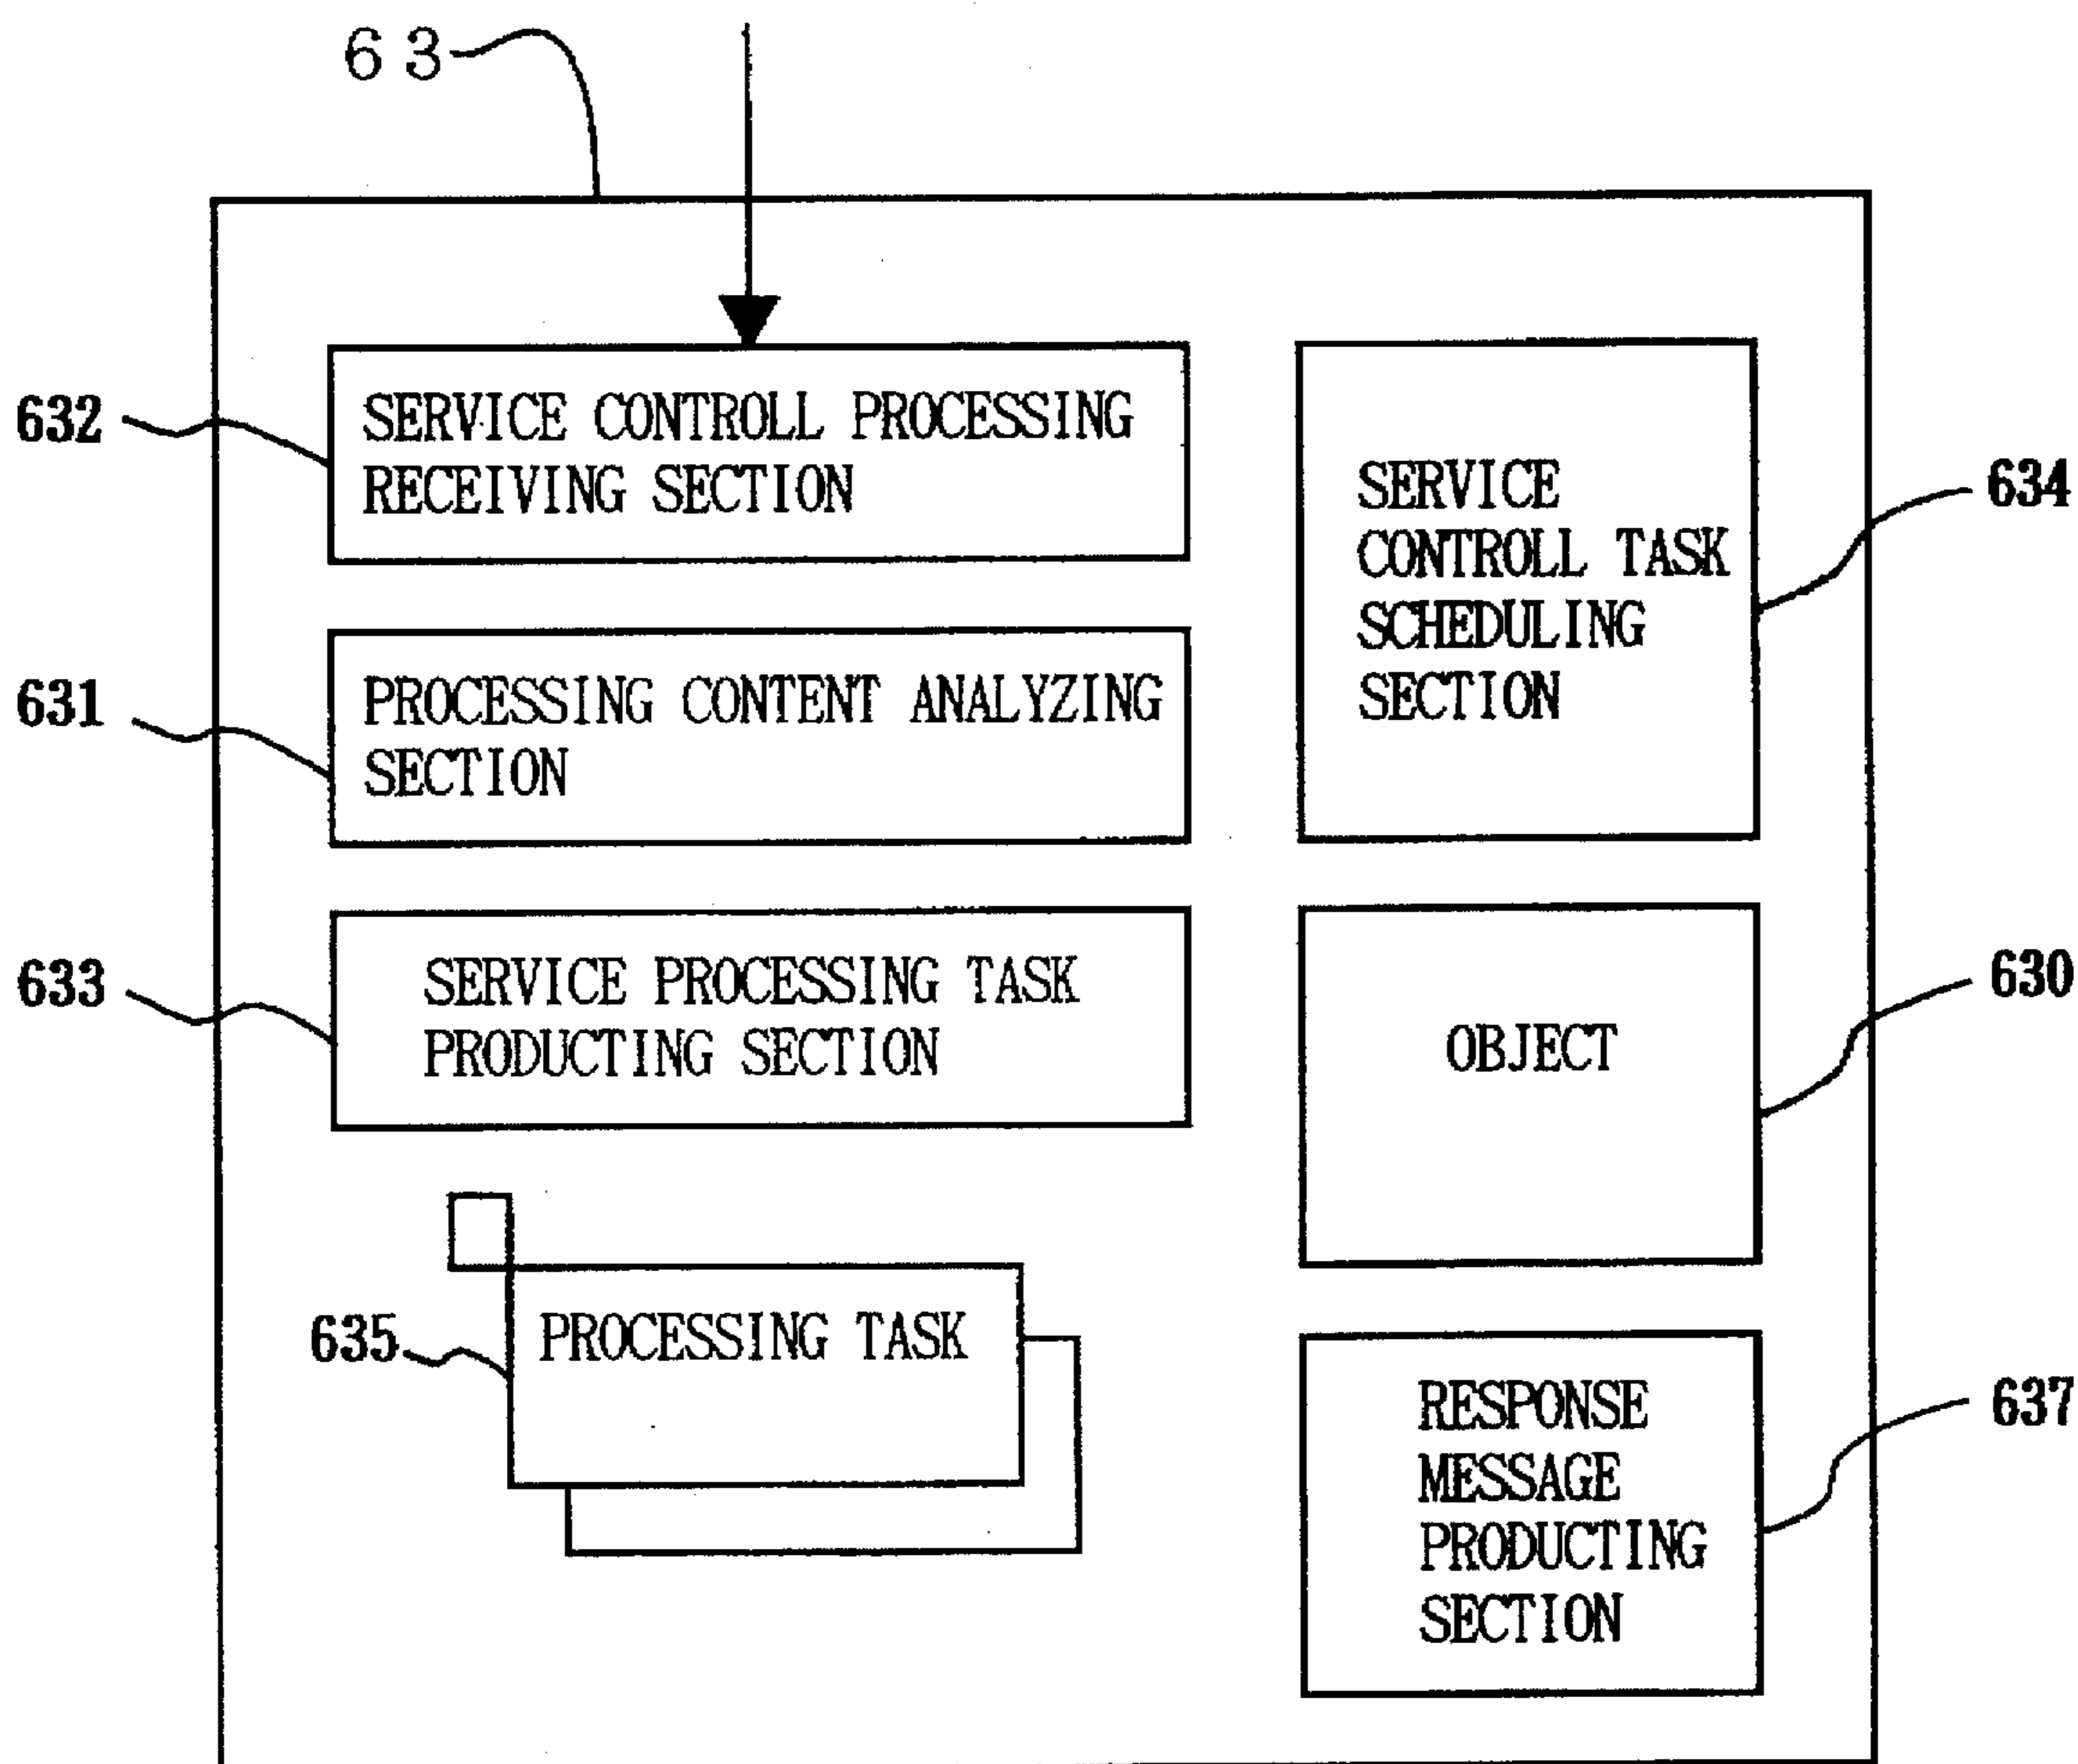 63
632
SERVICE CONTROLL PROCESSING
RECEIVING SECTION
631
PROCESSING CONTENT ANALYZING
SECTION
633
SERVICE PROCESSING TASK
PRODUCTING SECTION
635
PROCESSING TASK
SERVICE
CONTROLL TASK
SCHEDULING
SECTION
634
OBJECT
630
RESPONSE
MESSAGE
PRODUCTING
SECTION
637